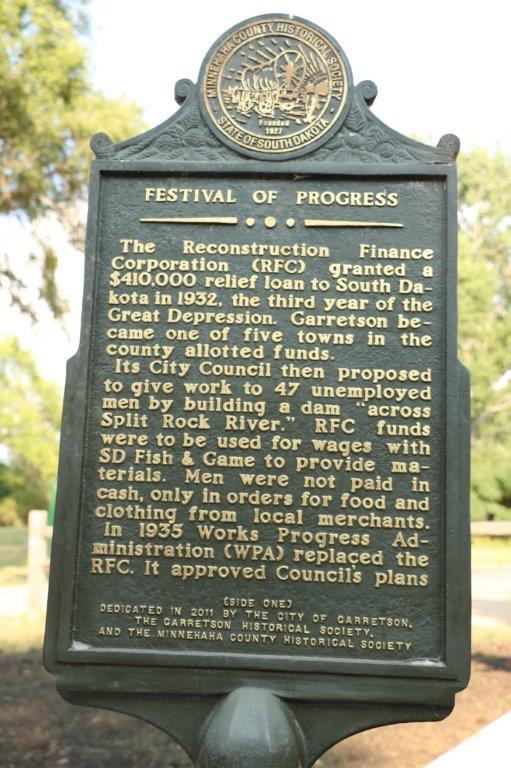 MINNEHAHA COUNTY HISTORICAL SOCIETY
Founded
1927
STATE OF SOUTH DAKOTA
FESTIVAL OF PROGRESS
The Reconstruction Finance
Corporation (RFC) granted a
$410,000 relief loan to South Da-
kota in 1932, the third year of the
Great Depression. Garretson be-
came one of five towns in the
county allotted funds.
Its City Council then proposed
to give work to 47 unemployed
men by building a dam "across
Split Rock River." RFC funds
were to be used for wages with
SD Fish & Game to provide ma-
terials. Men were not paid in
cash, only in orders for food and
clothing from local merchants.
In 1935 Works Progress Ad-
ministration (WPA) replaced the
RFC. It approved Council's plans
(SIDE ONE)
DEDICATED IN 2011 BY THE CITY OF GARRETSON,
THE GARRETSON HISTORICAL SOCIETY,
AND THE MINNEHAHA COUNTY HISTORICAL SOCIETY